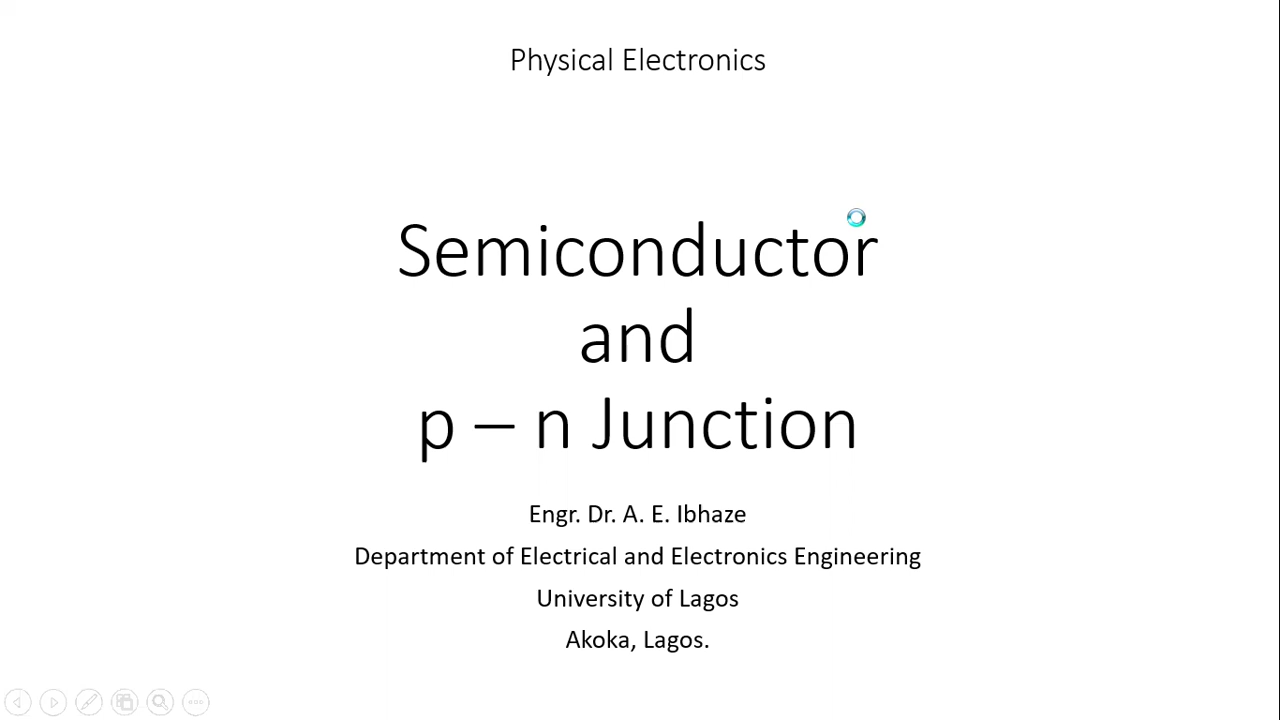 Physical Electronics
Semiconductor
and
p – n Junction
Engr. Dr. A. E. Ibhaze
Department of Electrical and Electronics Engineering
University of Lagos
Akoka, Lagos.